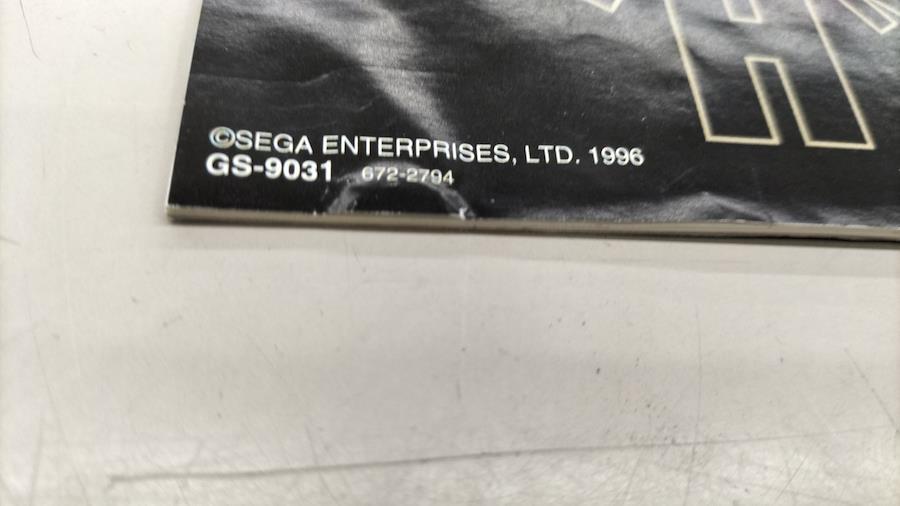 ©SEGA ENTERPRISES, LTD. 1996
GS-9031 672-2794